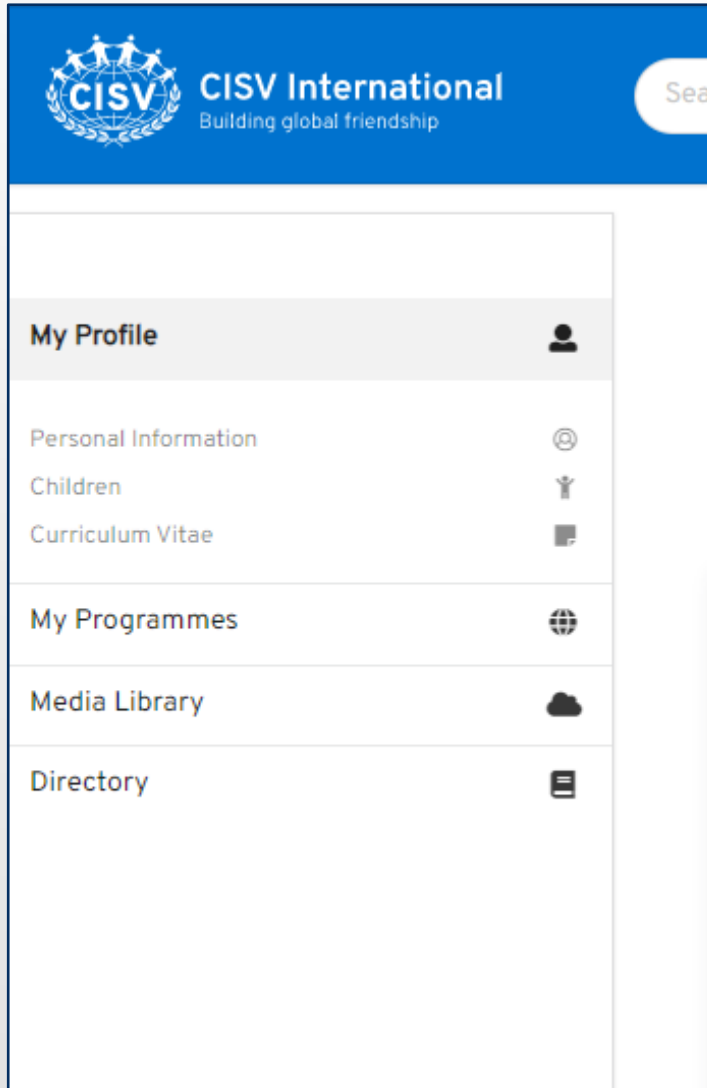 CISV
CISV International
Building global friendship
My Profile
Personal Information
Children
Curriculum Vitae
My Programmes
Media Library
Directory